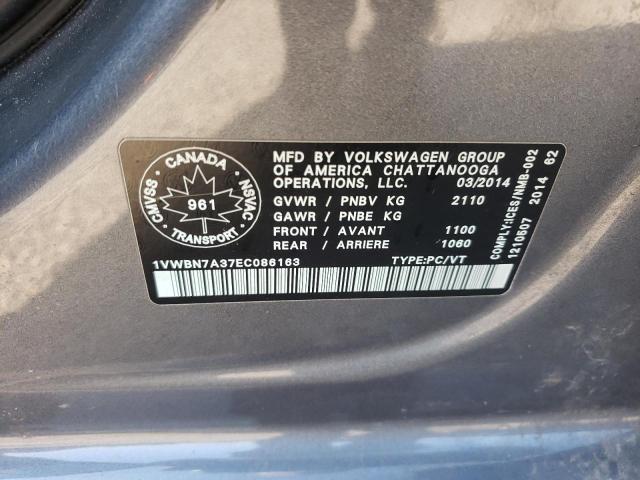 CANADA
CMVSS
NSVAC
961
TRANSPORT
MFD BY VOLKSWAGEN GROUP
OF AMERICA CHATTANOOGA
OPERATIONS, LLC. 03/2014
GVWR / PNBV KG 2110
GAWR / PNBE KG
FRONT / AVANT 1100
REAR / ARRIERE 1060
1VWBN7A37EC086163 TYPE:PC/VT
COMPLY:ICES/NMB-002
1210507 2014 62